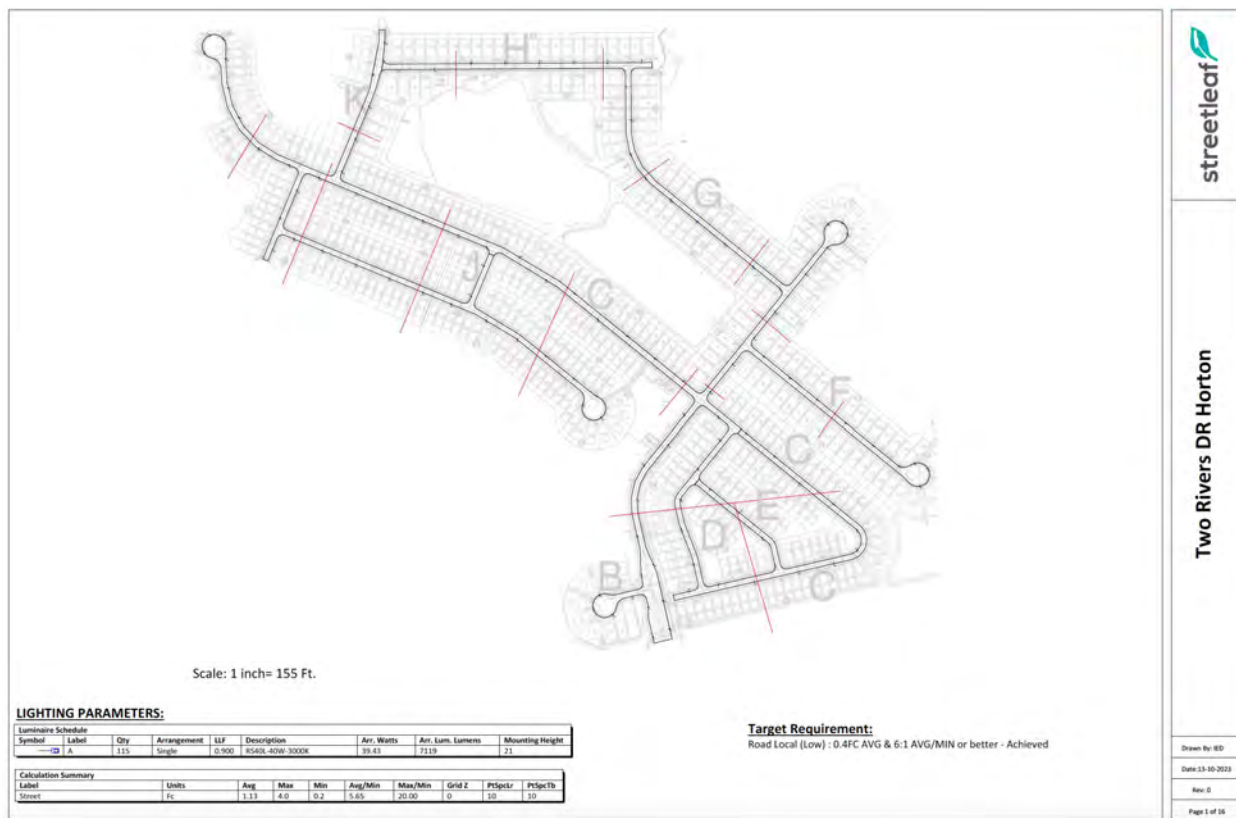 H
K
G
J
C
F
C
E
D
B
C
Scale: 1 inch= 155 Ft.
LIGHTING PARAMETERS:
Luminaire Schedule
Symbol Label Qty Arrangement LLF Description Arr. Watts Arr. Lum. Lumens Mounting Height
A 115 Single 0.900 RS40L-40W-3000K 39.43 7119 21
Calculation Summary
Label Units Avg Max Min Avg/Min Max/Min Grid Z PtSpcLr PtSpcTb
Street Fc 1.13 4.0 0.2 5.65 20.00 0 10 10
Target Requirement:
Road Local (Low) : 0.4FC AVG & 6:1 AVG/MIN or better - Achieved
streetleaf
Two Rivers DR Horton
Drawn By: IED
Date:13-10-2023
Rev: 0
Page 1 of 16